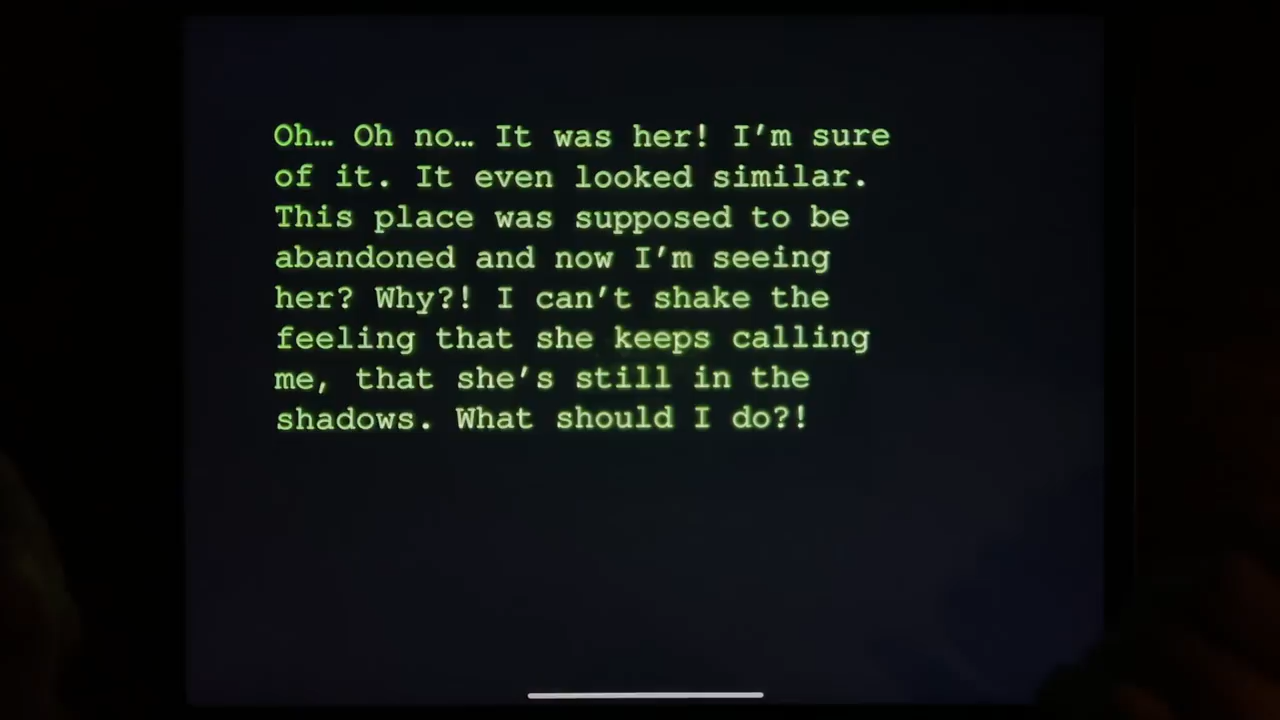 Oh… Oh no… It was her! I’m sure
of it. It even looked similar.
This place was supposed to be
abandoned and now I’m seeing
her? Why?! I can’t shake the
feeling that she keeps calling
me, that she’s still in the
shadows. What should I do?!